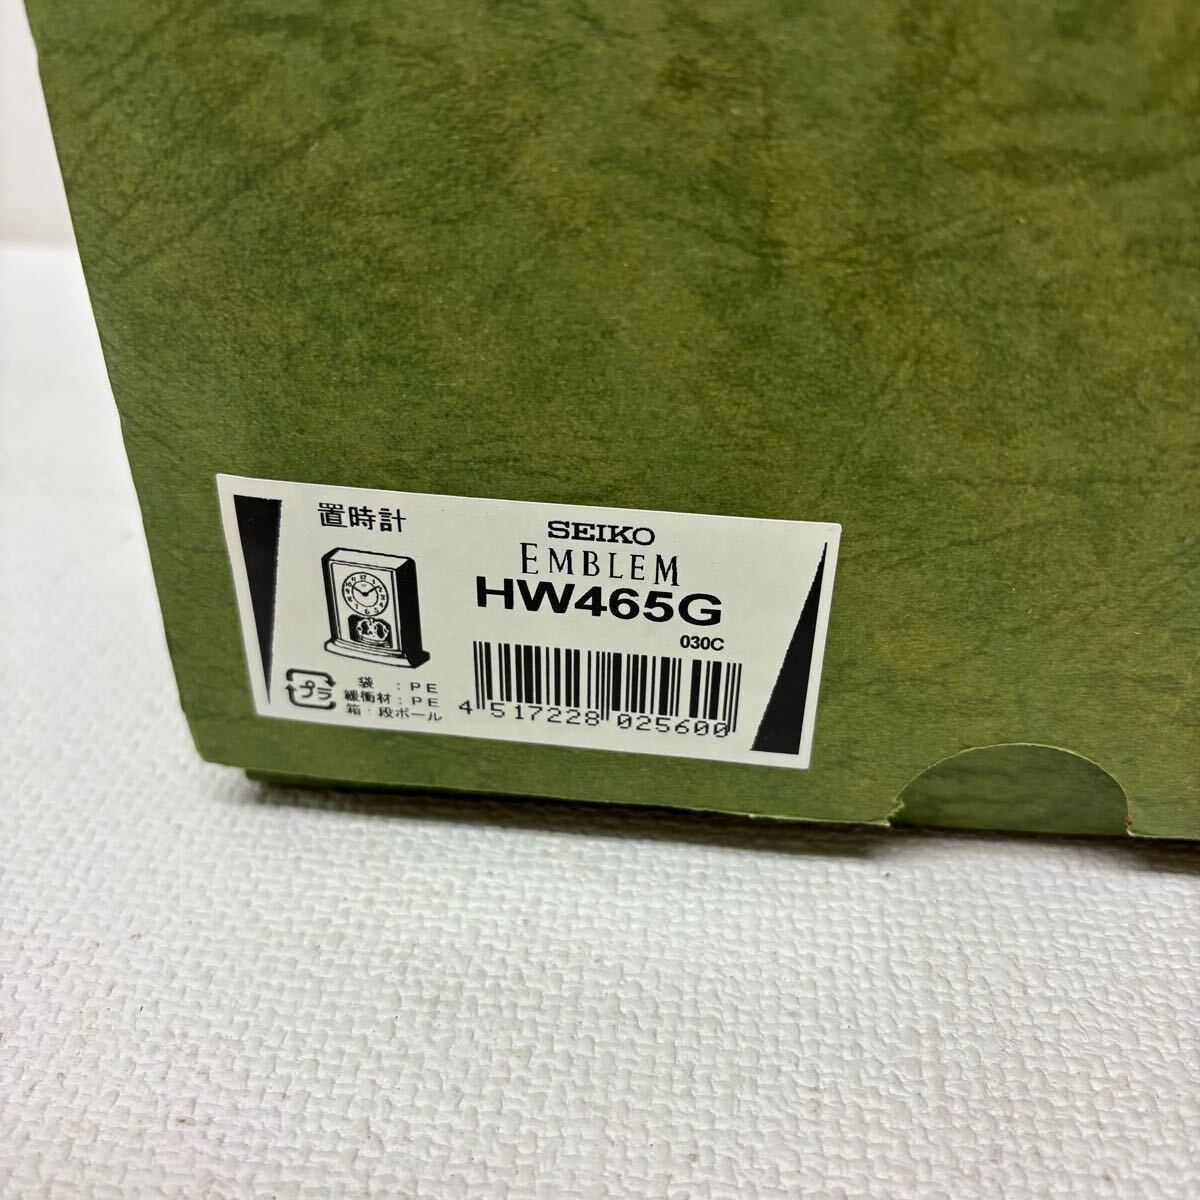 置時計
SEIKO
EMBLEM
HW465G
030C
プラ
袋 : PE
緩衝材 : PE
箱 : 段ボール
4 517228 025600